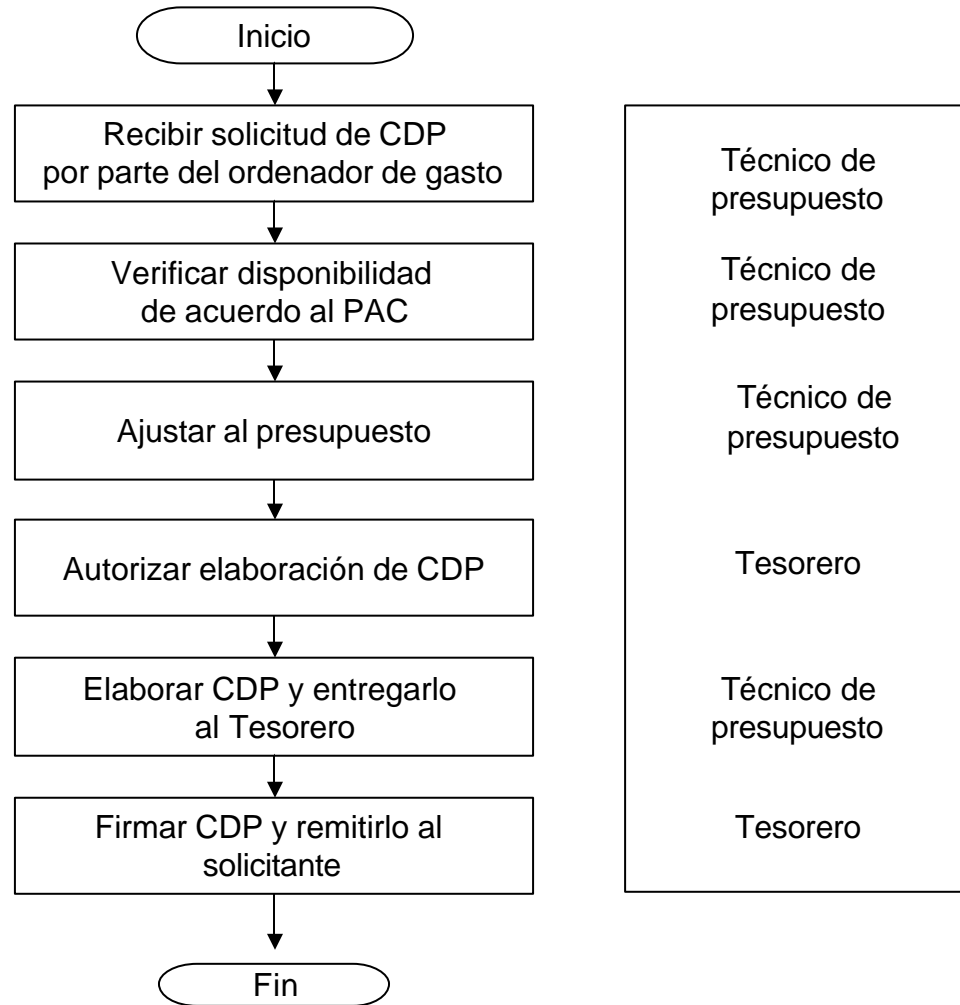 Inicio
Recibir solicitud de CDP
por parte del ordenador de gasto
Técnico de
presupuesto
Verificar disponibilidad
de acuerdo al PAC
Técnico de
presupuesto
Ajustar al presupuesto
Técnico de
presupuesto
Autorizar elaboración de CDP
Tesorero
Elaborar CDP y entregarlo
al Tesorero
Técnico de
presupuesto
Firmar CDP y remitirlo al
solicitante
Tesorero
Fin